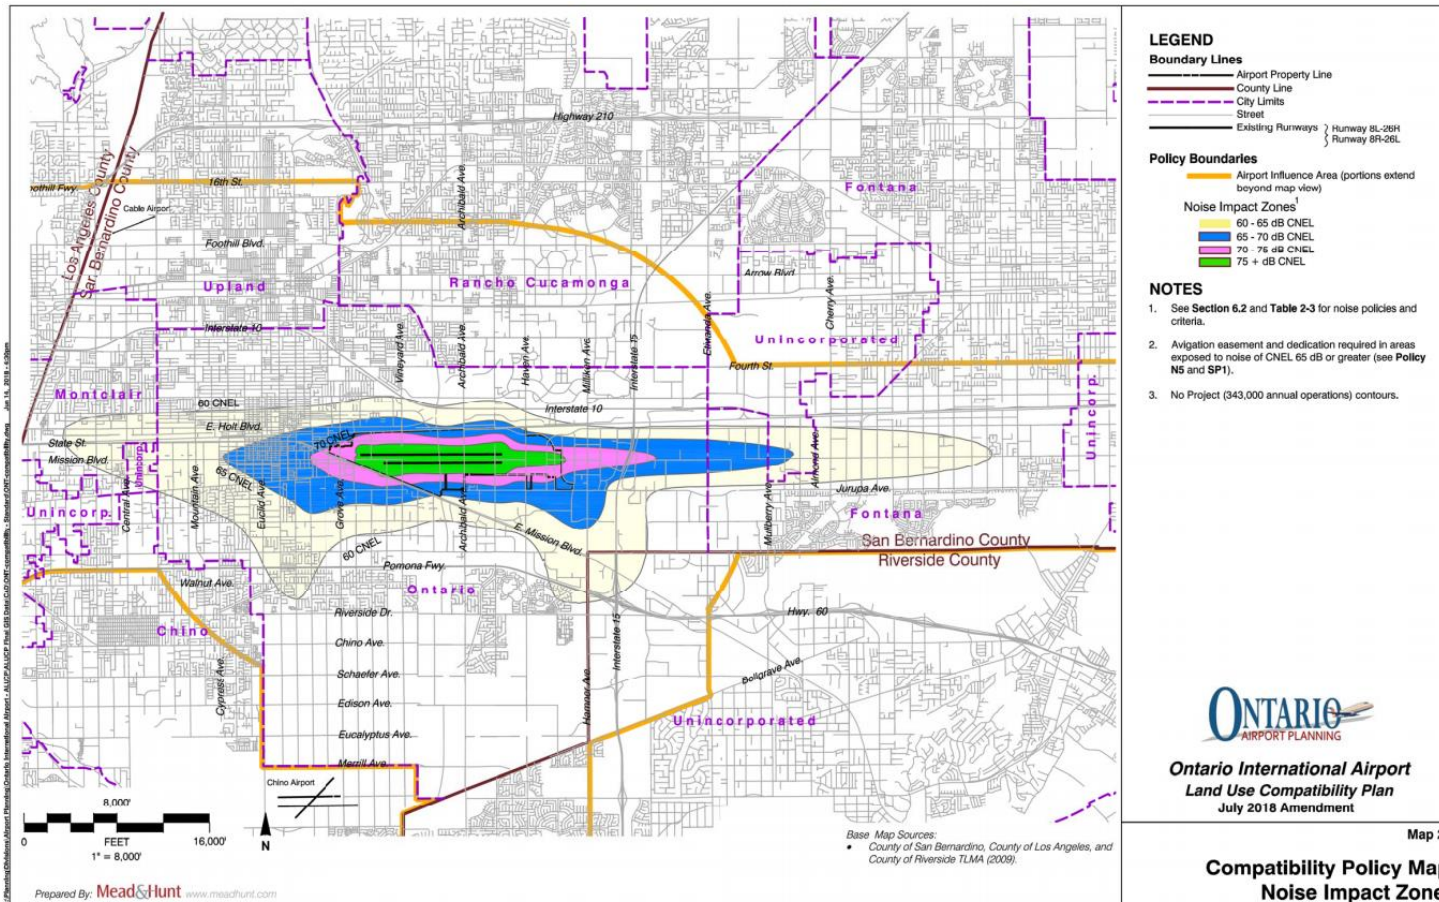 Highway 210
16th St.
Foothill Blvd.
Cable Airport
Los Angeles County
San Bernardino County
Archibald Ave.
Fontana
Upland
Rancho Cucamonga
Arrow Blvd.
Etiwanda Ave.
Cherry Ave.
Unincorporated
Interstate 10
Vineyard Ave.
Archibald Ave.
Haven Ave.
Milliken Ave.
Interstate 15
Fourth St.
Montclair
60 CNEL
Interstate 10
Unincorp.
E. Holt Blvd.
State St.
70 CNEL
Mission Blvd.
Unincorp.
65 CNEL
Central Ave.
Mountain Ave.
Euclid Ave.
Grove Ave.
Archibald Ave.
Mulberry Ave.
Almond Ave.
Jurupa Ave.
Unincorp.
Fontana
E. Mission Blvd.
60 CNEL
San Bernardino County
Riverside County
Pomona Fwy.
Walnut Ave.
Ontario
Riverside Dr.
Hwy. 60
Chino
Chino Ave.
Interstate 15
Schaefer Ave.
Bellgrave Ave.
Cypress Ave.
Edison Ave.
Hamner Ave.
Unincorporated
Eucalyptus Ave.
Merrill Ave.
Chino Airport
8,000'
0 FEET 16,000'
1" = 8,000'
N
Base Map Sources:
• County of San Bernardino, County of Los Angeles, and
County of Riverside TLMA (2009).
Prepared By: Mead&Hunt www.meadhunt.com
LEGEND
Boundary Lines
Airport Property Line
County Line
City Limits
Street
Existing Runways } Runway 8L-26R
Runway 8R-26L
Policy Boundaries
Airport Influence Area (portions extend
beyond map view)
Noise Impact Zones1
60 - 65 dB CNEL
65 - 70 dB CNEL
70 - 75 dB CNEL
75 + dB CNEL
NOTES
1. See Section 6.2 and Table 2-3 for noise policies and
criteria.
2. Avigation easement and dedication required in areas
exposed to noise of CNEL 65 dB or greater (see Policy
N5 and SP1).
3. No Project (343,000 annual operations) contours.
ONTARIO
AIRPORT PLANNING
Ontario International Airport
Land Use Compatibility Plan
July 2018 Amendment
Map 2
Compatibility Policy Map
Noise Impact Zone